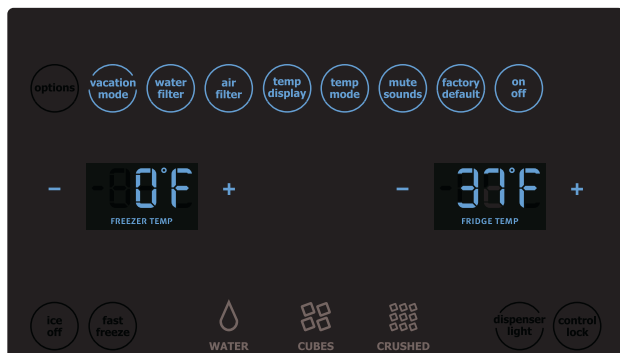 options
vacation mode
water filter
air filter
temp display
temp mode
mute sounds
factory default
on off
− 0°F +
FREEZER TEMP
− 37°F +
FRIDGE TEMP
ice off
fast freeze
WATER
CUBES
CRUSHED
dispenser light
control lock